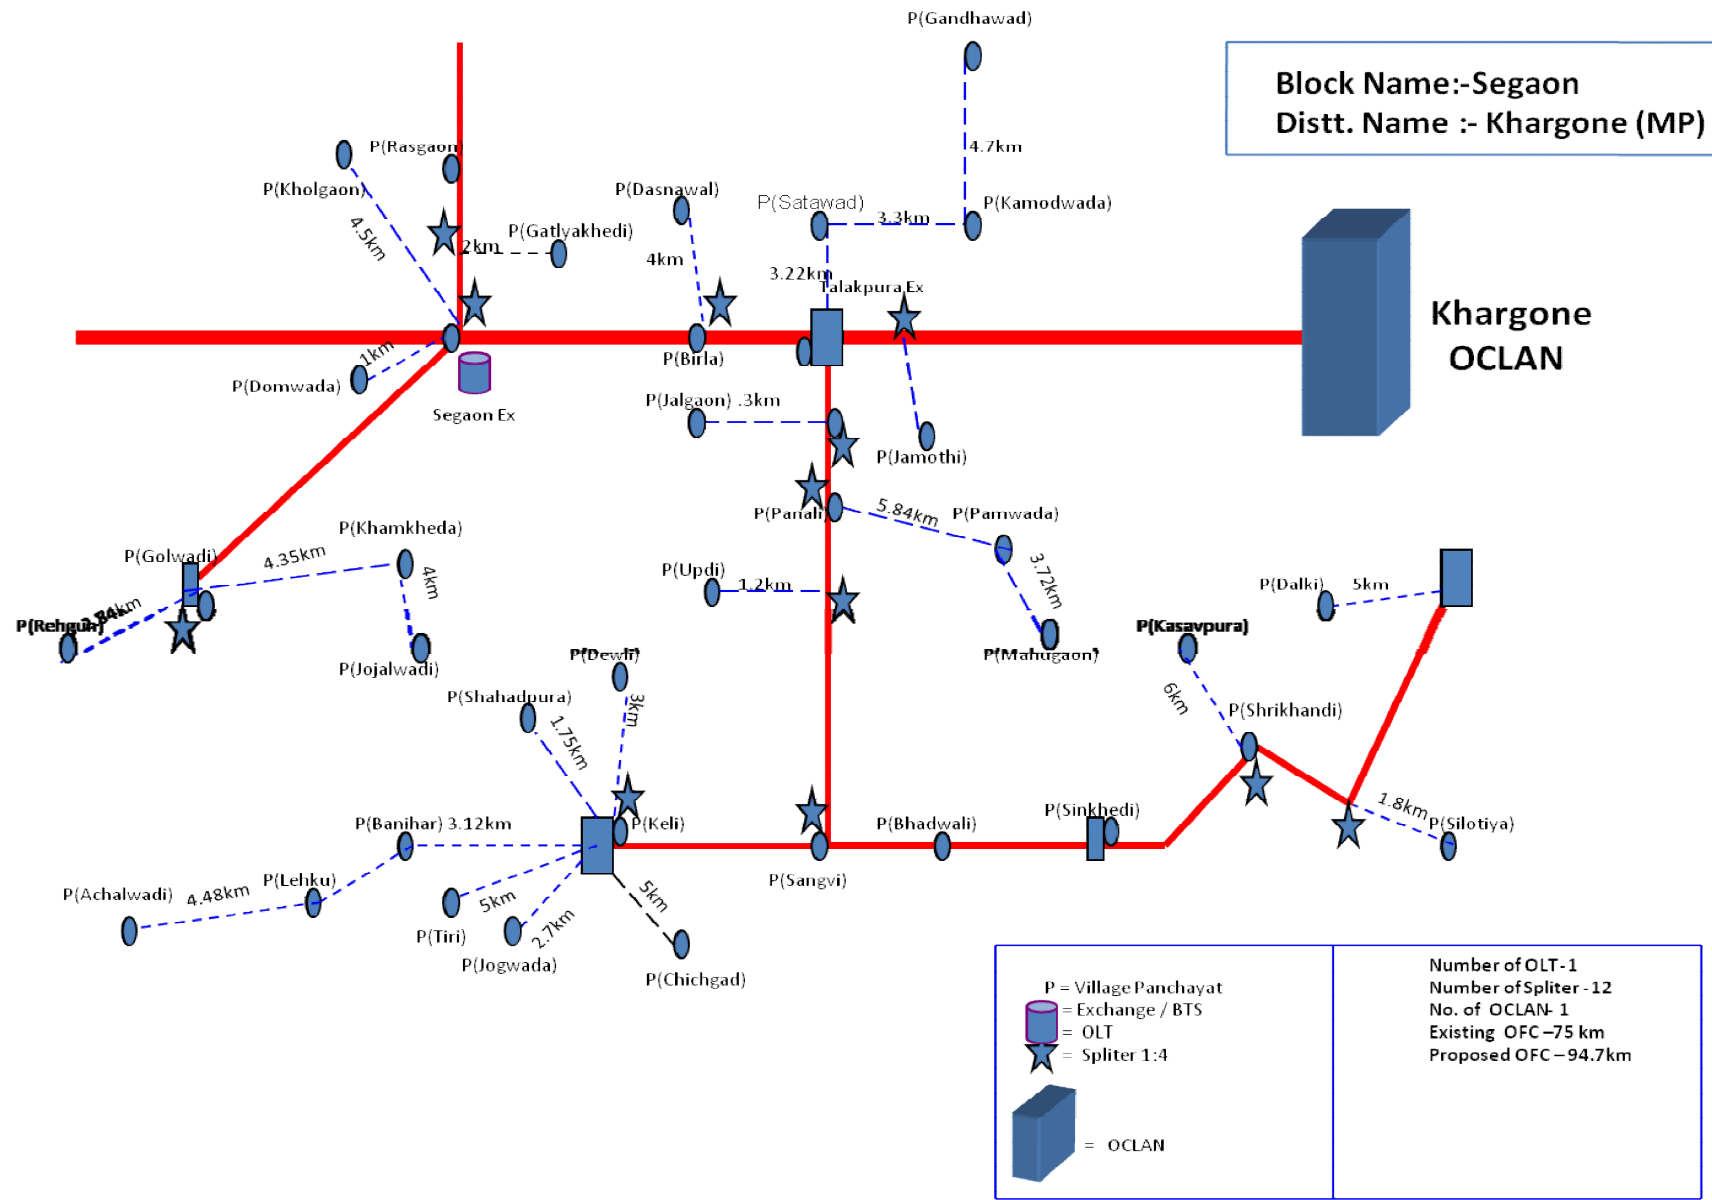 P(Gandhawad)
Block Name:-Segaon
Distt. Name :- Khargone (MP)
P(Rasgaon)
4.7km
P(Kholgaon)
P(Dasnawal)
P(Satawad)
P(Kamodwada)
3.3km
4.5km
P(Gatlyakhedi)
2km
4km
3.22km
Talakpura Ex
Khargone
OCLAN
1km
P(Birla)
P(Domwada)
P(Jalgaon) .3km
Segaon Ex
P(Jamothi)
P(Panali)
5.84km
P(Pamwada)
P(Khamkheda)
P(Golwadi)
4.35km
4km
P(Updi)
1.2km
3.72km
P(Dalki)
5km
P(Rehgun)
P(Kasavpura)
P(Jojalwadi)
P(Dewli)
P(Mahugaon)
P(Shahadpura)
3km
6km
P(Shrikhandi)
1.75km
1.8km
P(Banihar) 3.12km
P(Keli)
P(Bhadwali)
P(Sinkhedi)
P(Silotiya)
P(Achalwadi)
4.48km
P(Lehku)
P(Sangvi)
5km
5km
P(Tiri)
2.7km
P(Jogwada)
P(Chichgad)
P = Village Panchayat
= Exchange / BTS
= OLT
= Spliter 1:4
= OCLAN
Number of OLT-1
Number of Spliter -12
No. of OCLAN- 1
Existing OFC –75 km
Proposed OFC – 94.7km